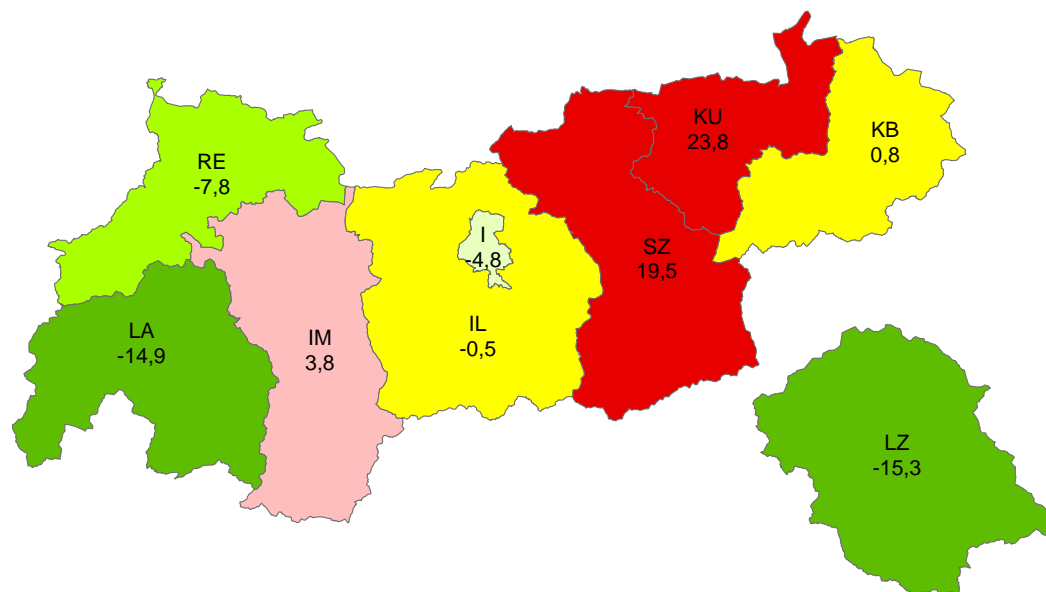 KU
23,8
KB
0,8
RE
-7,8
I
-4,8
SZ
19,5
LA
-14,9
IM
3,8
IL
-0,5
LZ
-15,3